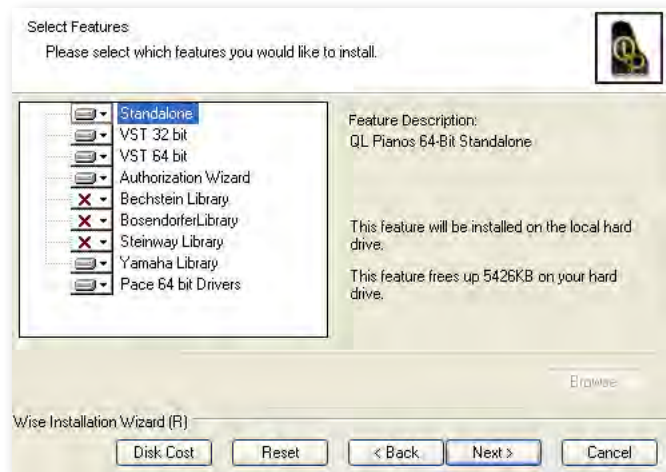 Select Features
Please select which features you would like to install.
Standalone
VST 32 bit
VST 64 bit
Authorization Wizard
Bechstein Library
BosendorferLibrary
Steinway Library
Yamaha Library
Pace 64 bit Drivers
Feature Description:
QL Pianos 64-Bit Standalone
This feature will be installed on the local hard
drive.
This feature frees up 5426KB on your hard
drive.
Browse
Wise Installation Wizard (R)
Disk Cost
Reset
< Back
Next >
Cancel